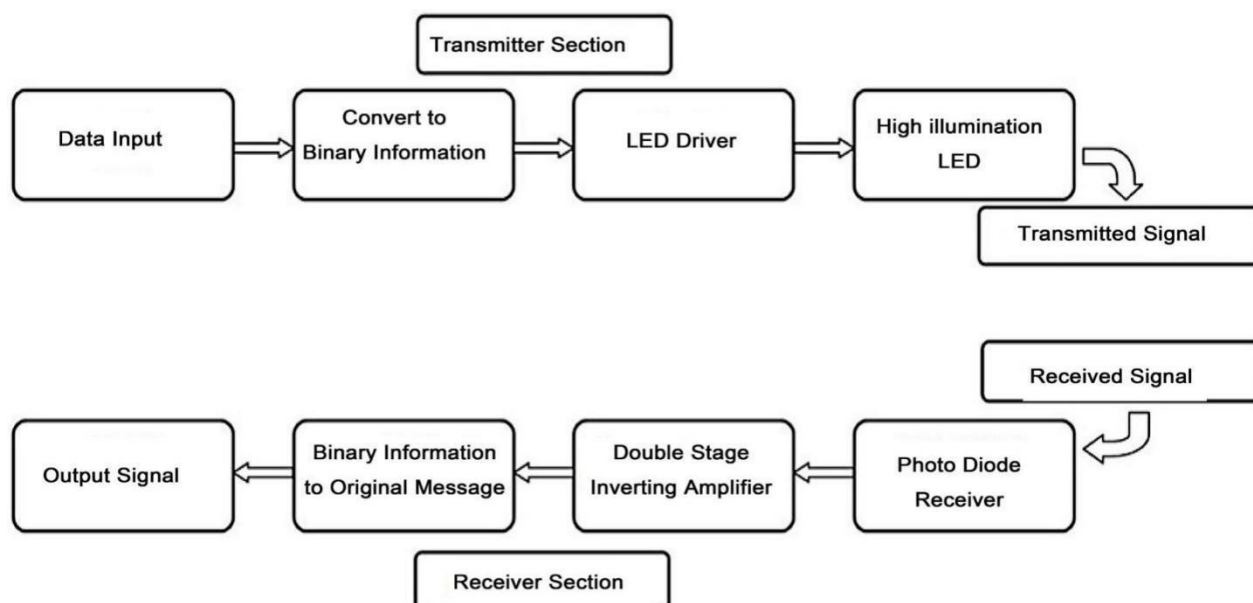 Transmitter Section
Data Input
Convert to
Binary Information
LED Driver
High illumination
LED
Transmitted Signal
Received Signal
Output Signal
Binary Information
to Original Message
Double Stage
Inverting Amplifier
Photo Diode
Receiver
Receiver Section